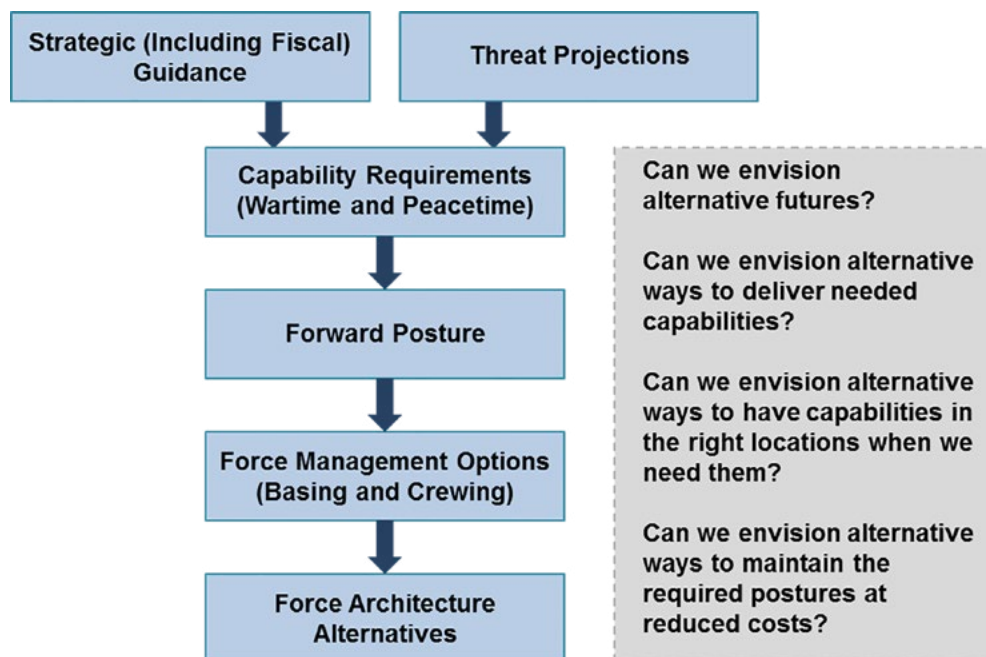 Strategic (Including Fiscal)
Guidance
Threat Projections
Capability Requirements
(Wartime and Peacetime)
Forward Posture
Force Management Options
(Basing and Crewing)
Force Architecture
Alternatives
Can we envision
alternative futures?
Can we envision alternative
ways to deliver needed
capabilities?
Can we envision alternative
ways to have capabilities in
the right locations when we
need them?
Can we envision alternative
ways to maintain the
required postures at
reduced costs?